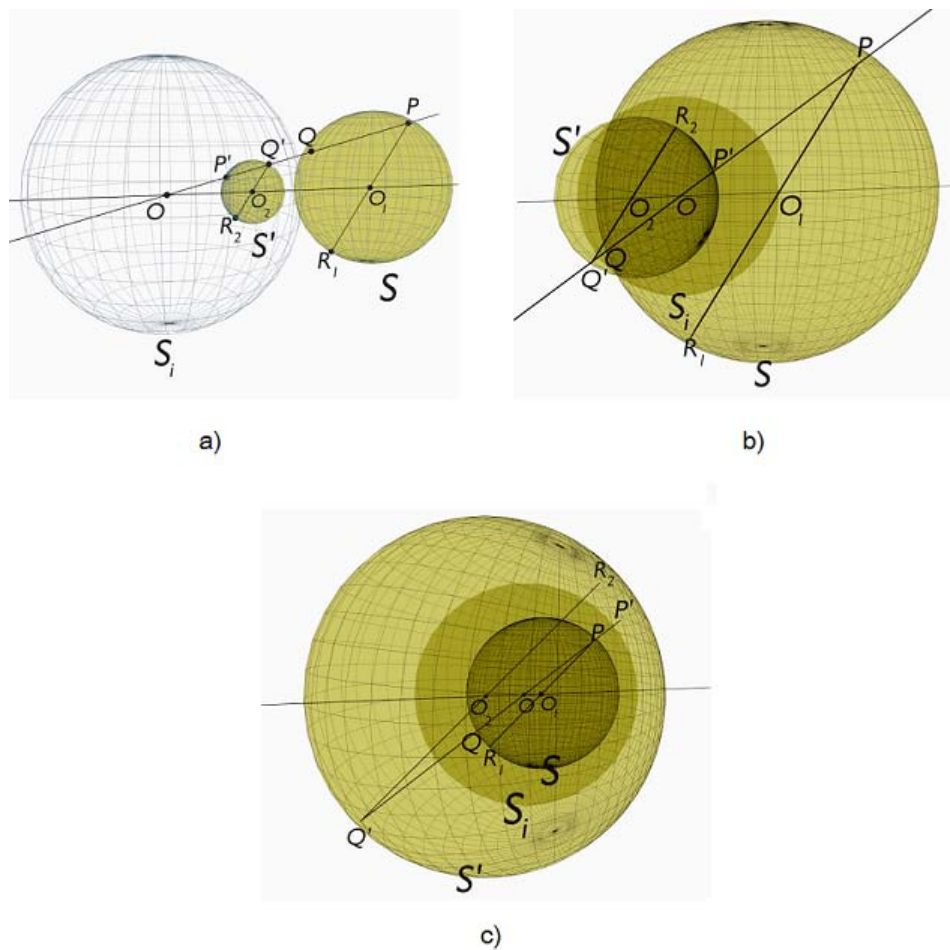 P
Q
Q'
P'
O
O₂
O₁
R₂
S'
R₁
S
Sᵢ
a)
P
R₂
S'
P'
O₂
O
O₁
Q'
Q
Sᵢ
R₁
S
b)
R₂
P'
P
O₂
O
O₁
Q
R₁
S
Sᵢ
Q'
S'
c)